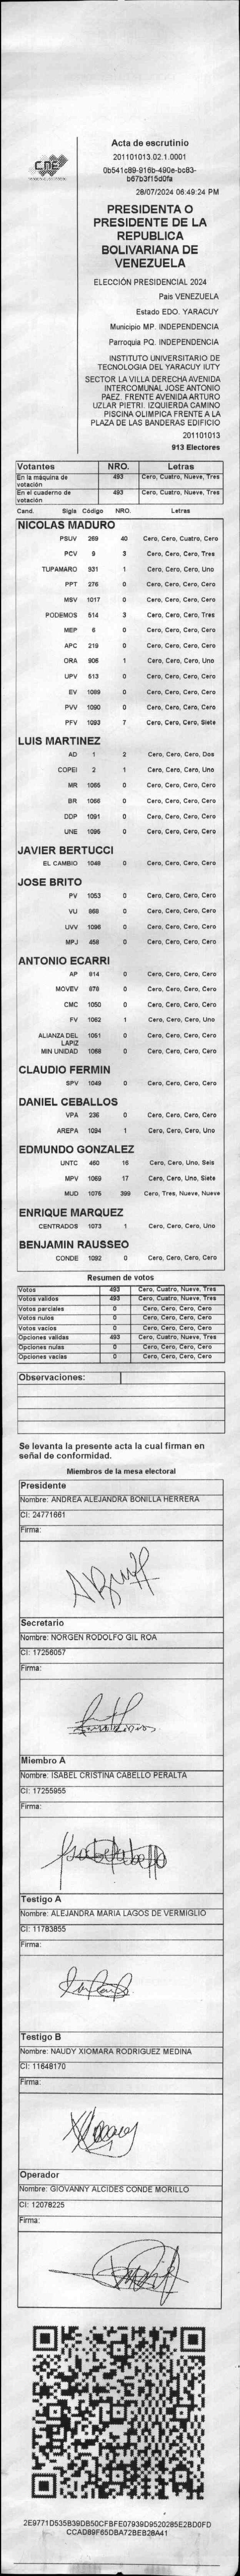 CNE
Acta de escrutinio
201101013.02.1.0001
0b541c89-916b-490e-bc93-
b67b3f15d0fa
28/07/2024 06:49:24 PM
PRESIDENTA O
PRESIDENTE DE LA
REPUBLICA
BOLIVARIANA DE
VENEZUELA
ELECCIÓN PRESIDENCIAL 2024
Pais VENEZUELA
Estado EDO. YARACUY
Municipio MP. INDEPENDENCIA
Parroquia PQ. INDEPENDENCIA
INSTITUTO UNIVERSITARIO DE
TECNOLOGIA DEL YARACUY IUTY
SECTOR LA VILLA DERECHA AVENIDA
INTERCOMUNAL JOSE ANTONIO
PAEZ. FRENTE AVENIDA ARTURO
UZLAR PIETRI. IZQUIERDA CAMINO
PISCINA OLIMPICA FRENTE A LA
PLAZA DE LAS BANDERAS EDIFICIO
201101013
913 Electores
Votantes NRO. Letras
En la máquina de votación 493 Cero, Cuatro, Nueve, Tres
En el cuaderno de votación 493 Cero, Cuatro, Nueve, Tres
Cand. Sigla Código NRO. Letras
NICOLAS MADURO
PSUV 269 40 Cero, Cero, Cuatro, Cero
PCV 9 3 Cero, Cero, Cero, Tres
TUPAMARO 931 1 Cero, Cero, Cero, Uno
PPT 276 0 Cero, Cero, Cero, Cero
MSV 1017 0 Cero, Cero, Cero, Cero
PODEMOS 514 3 Cero, Cero, Cero, Tres
MEP 6 0 Cero, Cero, Cero, Cero
APC 219 0 Cero, Cero, Cero, Cero
ORA 906 1 Cero, Cero, Cero, Uno
UPV 513 0 Cero, Cero, Cero, Cero
EV 1089 0 Cero, Cero, Cero, Cero
PVV 1090 0 Cero, Cero, Cero, Cero
PFV 1093 7 Cero, Cero, Cero, Siete
LUIS MARTINEZ
AD 1 2 Cero, Cero, Cero, Dos
COPEI 2 1 Cero, Cero, Cero, Uno
MR 1065 0 Cero, Cero, Cero, Cero
BR 1066 0 Cero, Cero, Cero, Cero
DDP 1091 0 Cero, Cero, Cero, Cero
UNE 1095 0 Cero, Cero, Cero, Cero
JAVIER BERTUCCI
EL CAMBIO 1048 0 Cero, Cero, Cero, Cero
JOSE BRITO
PV 1053 0 Cero, Cero, Cero, Cero
VU 968 0 Cero, Cero, Cero, Cero
UVV 1096 0 Cero, Cero, Cero, Cero
MPJ 458 0 Cero, Cero, Cero, Cero
ANTONIO ECARRI
AP 914 0 Cero, Cero, Cero, Cero
MOVEV 878 0 Cero, Cero, Cero, Cero
CMC 1050 0 Cero, Cero, Cero, Cero
FV 1062 1 Cero, Cero, Cero, Uno
ALIANZA DEL LAPIZ 1051 0 Cero, Cero, Cero, Cero
MIN UNIDAD 1068 0 Cero, Cero, Cero, Cero
CLAUDIO FERMIN
SPV 1049 0 Cero, Cero, Cero, Cero
DANIEL CEBALLOS
VPA 236 0 Cero, Cero, Cero, Cero
AREPA 1094 1 Cero, Cero, Cero, Uno
EDMUNDO GONZALEZ
UNTC 460 16 Cero, Cero, Uno, Seis
MPV 1069 17 Cero, Cero, Uno, Siete
MUD 1075 399 Cero, Tres, Nueve, Nueve
ENRIQUE MARQUEZ
CENTRADOS 1073 1 Cero, Cero, Cero, Uno
BENJAMIN RAUSSEO
CONDE 1092 0 Cero, Cero, Cero, Cero
Resumen de votos
Votos 493 Cero, Cuatro, Nueve, Tres
Votos validos 493 Cero, Cuatro, Nueve, Tres
Votos parciales 0 Cero, Cero, Cero, Cero
Votos nulos 0 Cero, Cero, Cero, Cero
Votos vacios 0 Cero, Cero, Cero, Cero
Opciones validas 493 Cero, Cuatro, Nueve, Tres
Opciones nulas 0 Cero, Cero, Cero, Cero
Opciones vacias 0 Cero, Cero, Cero, Cero
Observaciones:
Se levanta la presente acta la cual firman en
señal de conformidad.
Miembros de la mesa electoral
Presidente
Nombre: ANDREA ALEJANDRA BONILLA HERRERA
CI: 24771661
Firma:
Secretario
Nombre: NORGEN RODOLFO GIL ROA
CI: 17256057
Firma:
Miembro A
Nombre: ISABEL CRISTINA CABELLO PERALTA
CI: 17255955
Firma:
Testigo A
Nombre: ALEJANDRA MARIA LAGOS DE VERMIGLIO
CI: 11783855
Firma:
Testigo B
Nombre: NAUDY XIOMARA RODRIGUEZ MEDINA
CI: 11648170
Firma:
Operador
Nombre: GIOVANNY ALCIDES CONDE MORILLO
CI: 12078225
Firma:
2E9771D535B39DB50CFBFE07939D9520285E2BD0FD
CCAD89F65DBA72BEB28A41